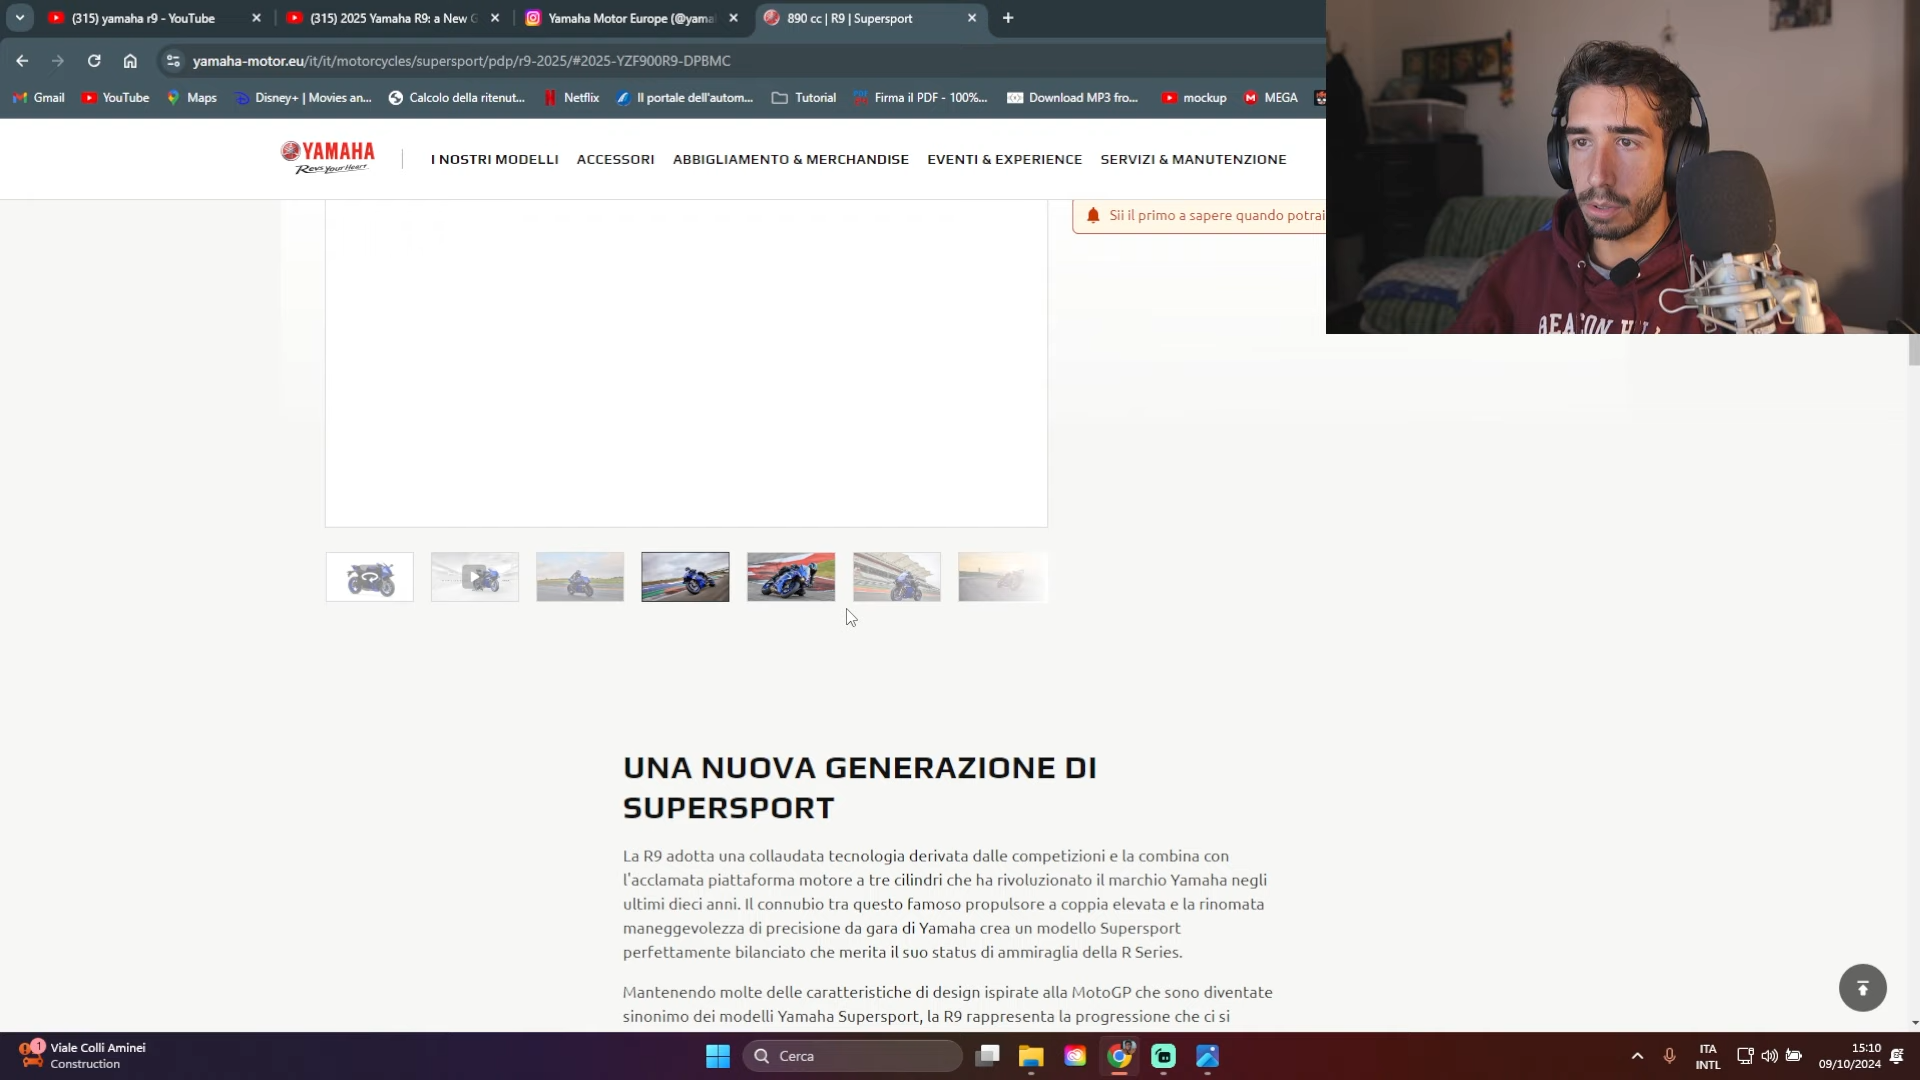 (315) yamaha r9 - YouTube
(315) 2025 Yamaha R9: a New G
Yamaha Motor Europe (@yama
890 cc | R9 | Supersport
yamaha-motor.eu/it/it/motorcycles/supersport/pdp/r9-2025/#2025-YZF900R9-DPBMC
Gmail
YouTube
Maps
Disney+ | Movies an...
Calcolo della ritenut...
Netflix
Il portale dell'autom...
Tutorial
Firma il PDF - 100%...
Download MP3 fro...
mockup
MEGA
YAMAHA
Revs Your Heart
I NOSTRI MODELLI
ACCESSORI
ABBIGLIAMENTO & MERCHANDISE
EVENTI & EXPERIENCE
SERVIZI & MANUTENZIONE
Sii il primo a sapere quando potrai
BEACON
UNA NUOVA GENERAZIONE DI
SUPERSPORT
La R9 adotta una collaudata tecnologia derivata dalle competizioni e la combina con
l'acclamata piattaforma motore a tre cilindri che ha rivoluzionato il marchio Yamaha negli
ultimi dieci anni. Il connubio tra questo famoso propulsore a coppia elevata e la rinomata
maneggevolezza di precisione da gara di Yamaha crea un modello Supersport
perfettamente bilanciato che merita il suo status di ammiraglia della R Series.
Mantenendo molte delle caratteristiche di design ispirate alla MotoGP che sono diventate
sinonimo dei modelli Yamaha Supersport, la R9 rappresenta la progressione che ci si
1
Viale Colli Aminei
Construction
Cerca
ITA
INTL
15:10
09/10/2024